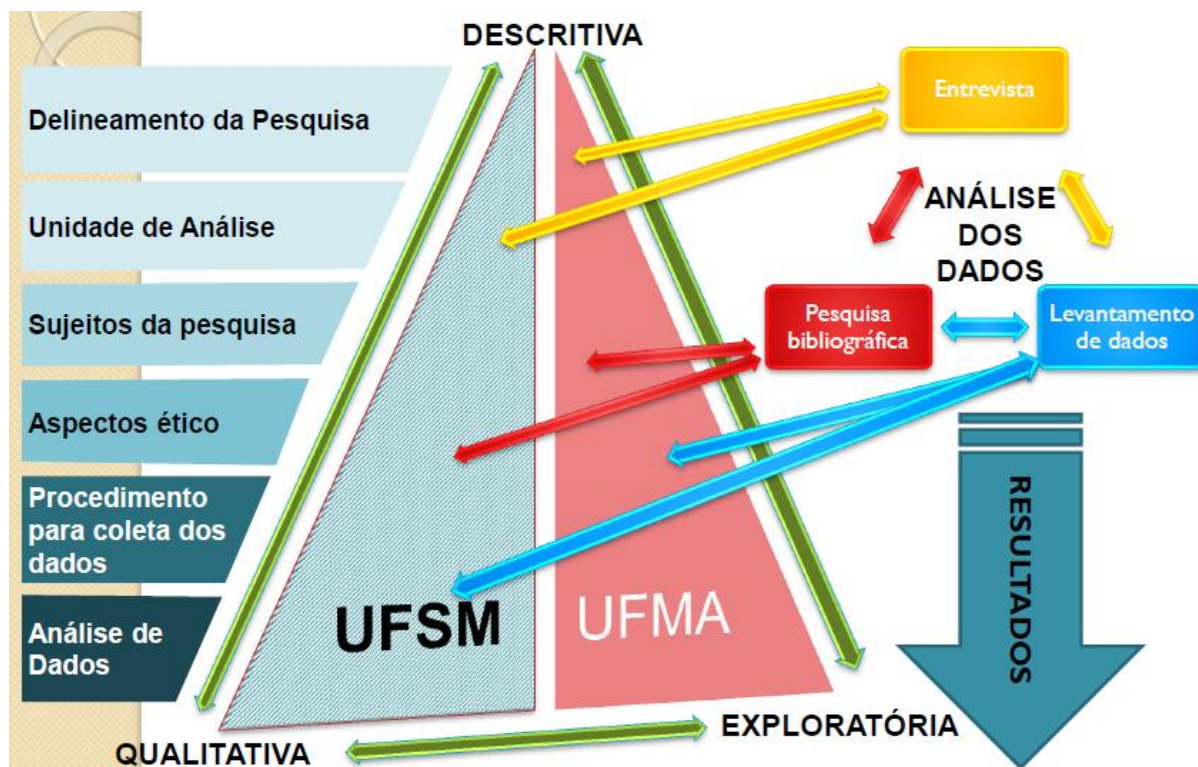 DESCRITIVA
Delineamento da Pesquisa
Unidade de Análise
Sujeitos da pesquisa
Aspectos ético
Procedimento
para coleta dos
dados
Análise de
Dados
UFSM
UFMA
QUALITATIVA
EXPLORATÓRIA
Entrevista
ANÁLISE
DOS
DADOS
Pesquisa
bibliográfica
Levantamento
de dados
RESULTADOS